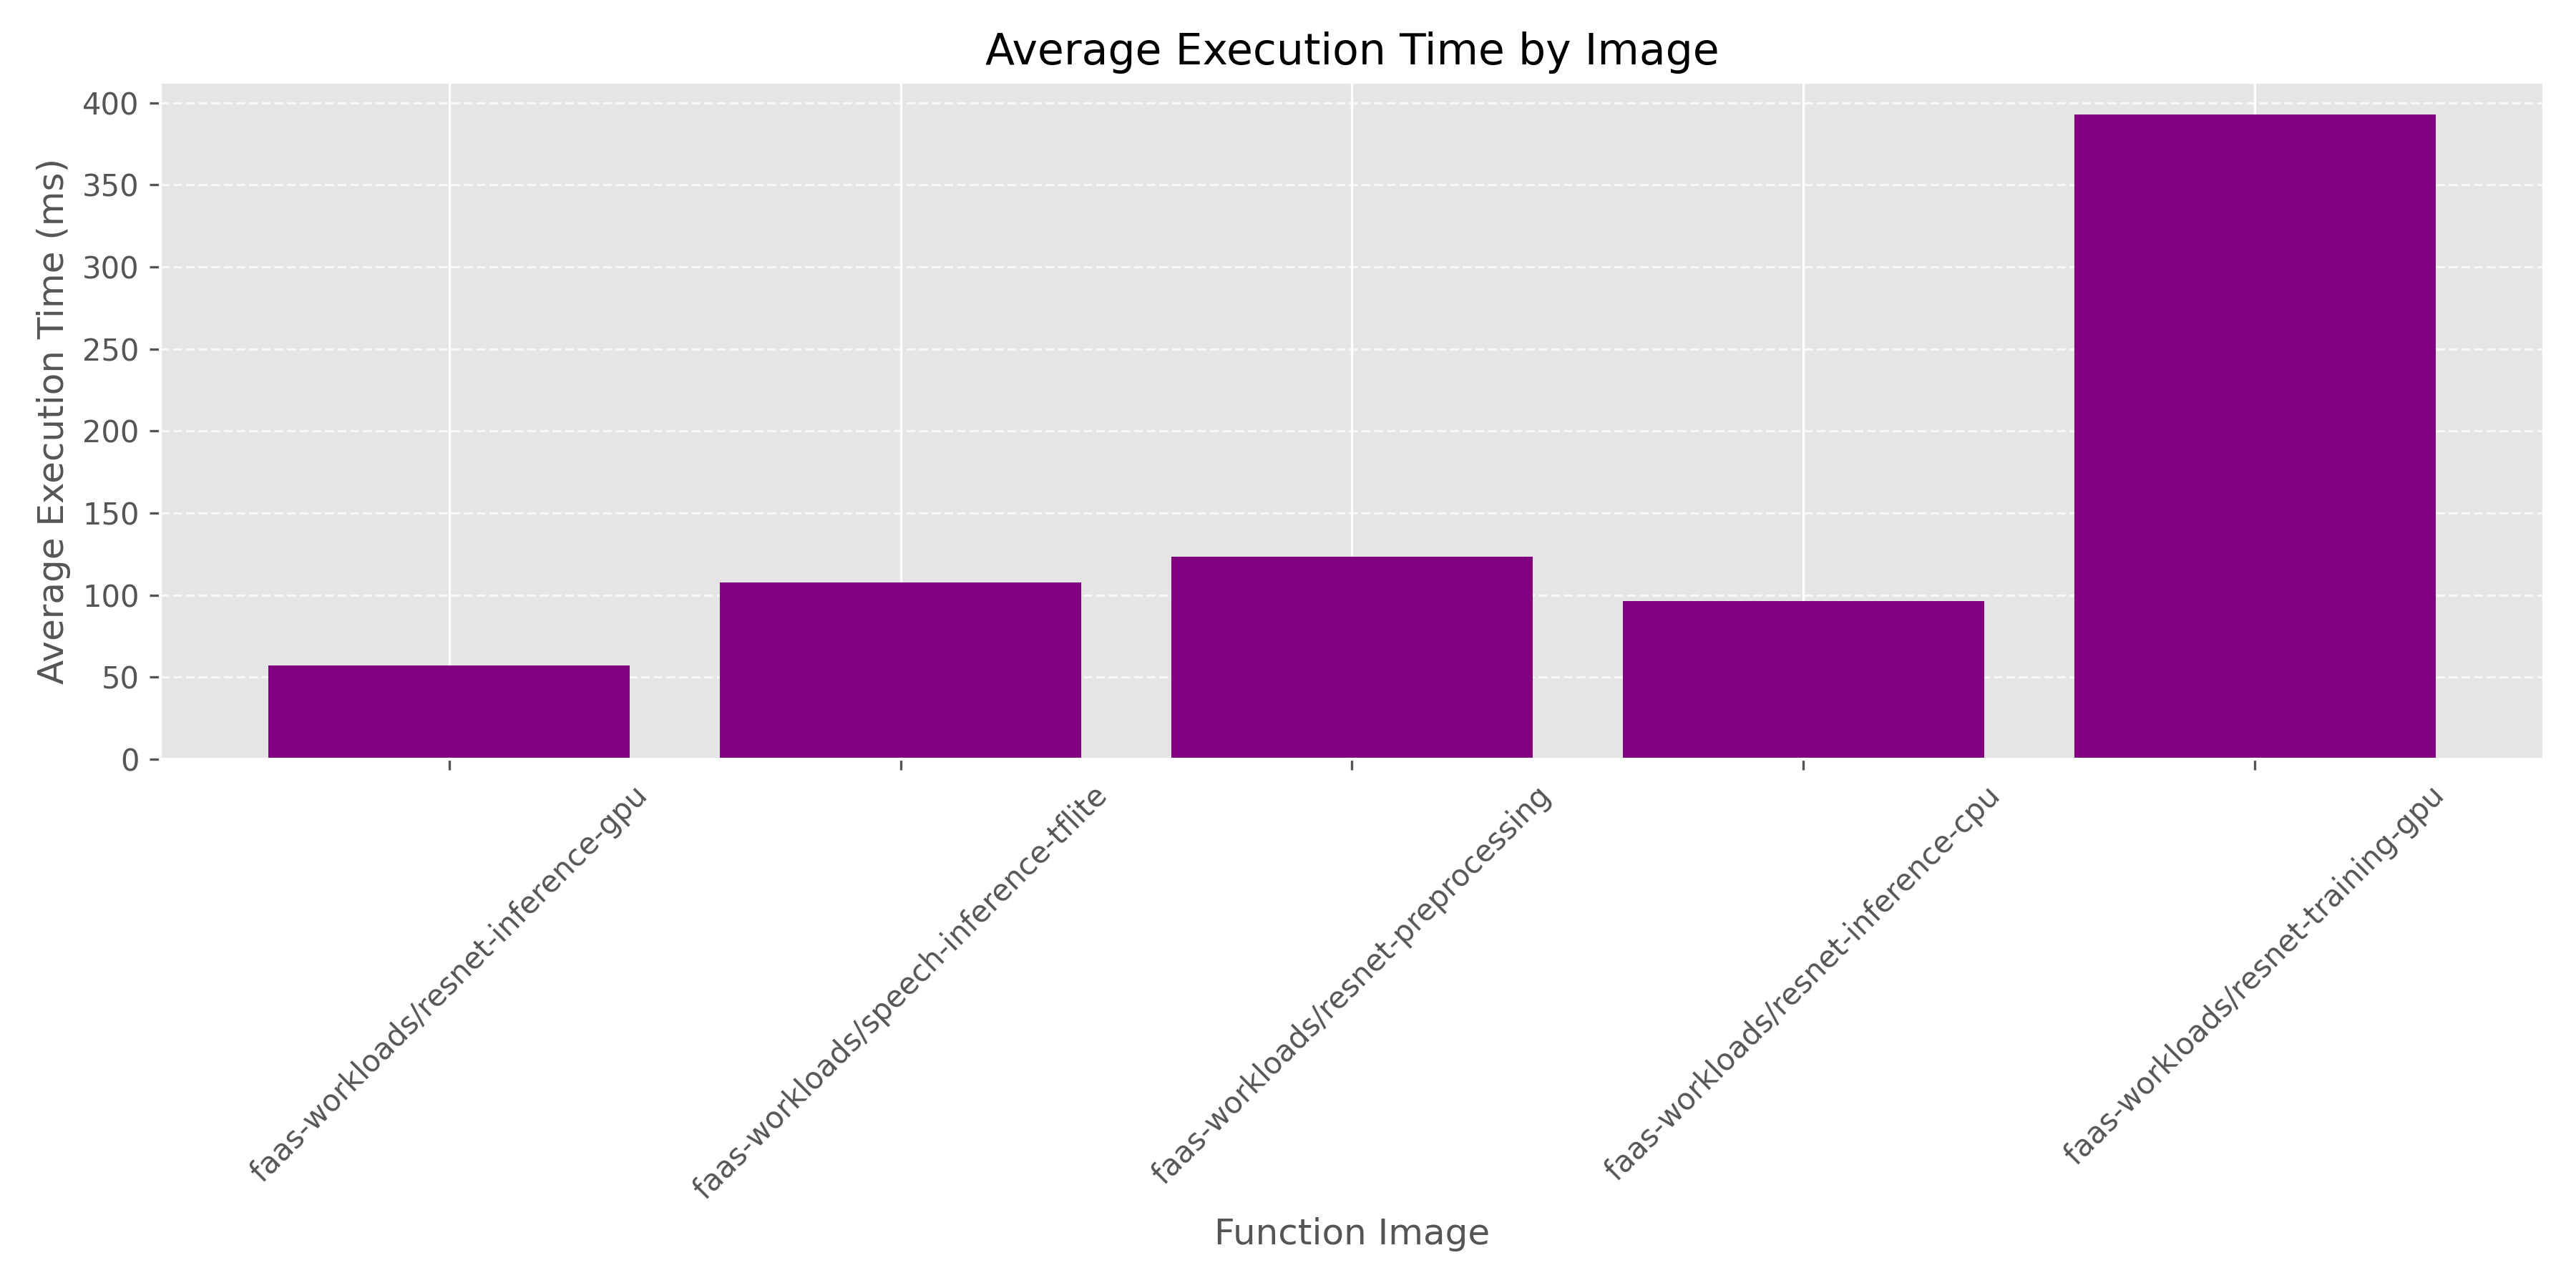 Average Execution Time by Image
Average Execution Time (ms)
400
350
300
250
200
150
100
50
0
faas-workloads/resnet-inference-gpu
faas-workloads/speech-inference-tflite
faas-workloads/resnet-preprocessing
faas-workloads/resnet-inference-cpu
faas-workloads/resnet-training-gpu
Function Image